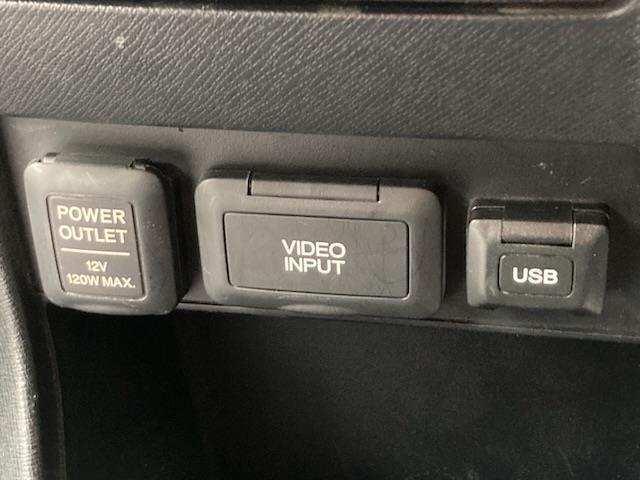 POWER
OUTLET
12V
120W MAX.
VIDEO
INPUT
USB